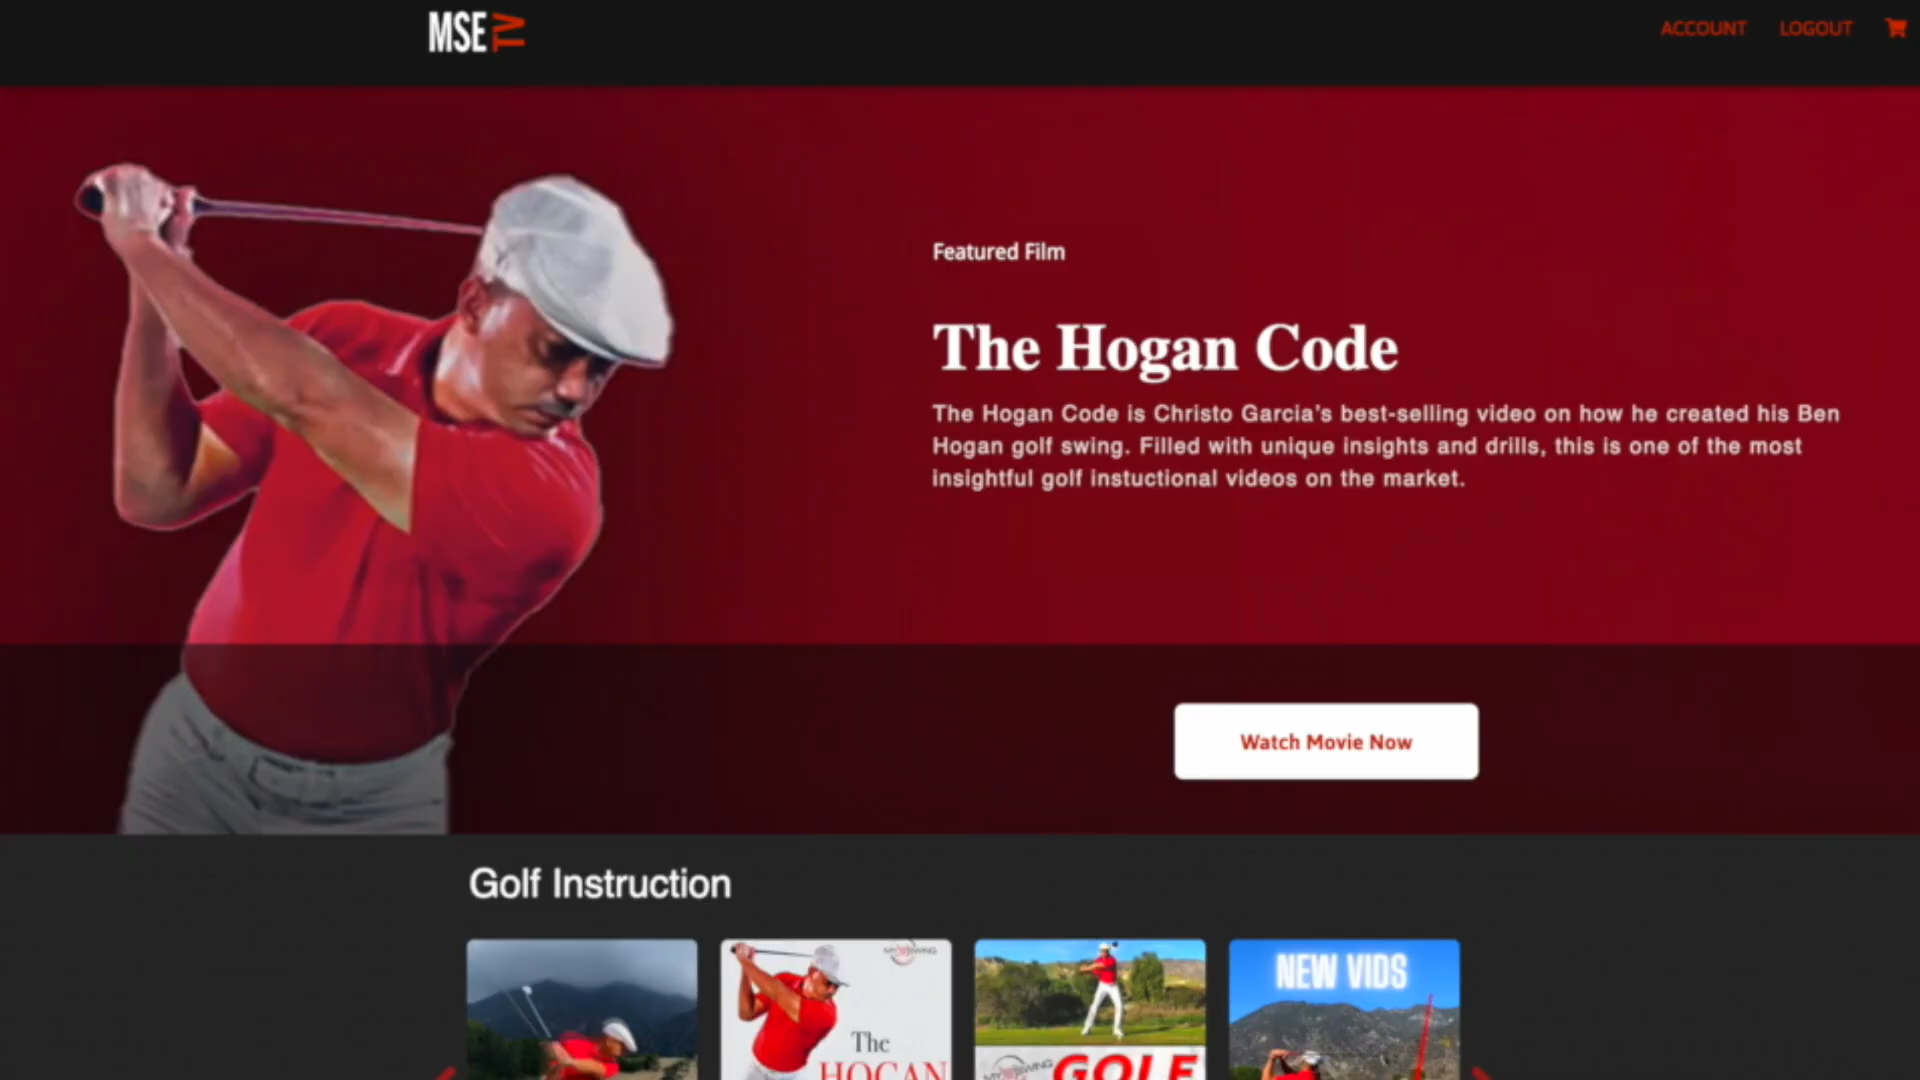 MSE TV
ACCOUNT
LOGOUT
Featured Film
The Hogan Code
The Hogan Code is Christo Garcia's best-selling video on how he created his Ben
Hogan golf swing. Filled with unique insights and drills, this is one of the most
insightful golf instuctional videos on the market.
Watch Movie Now
Golf Instruction
The
HOGAN
GOLF
NEW VIDS